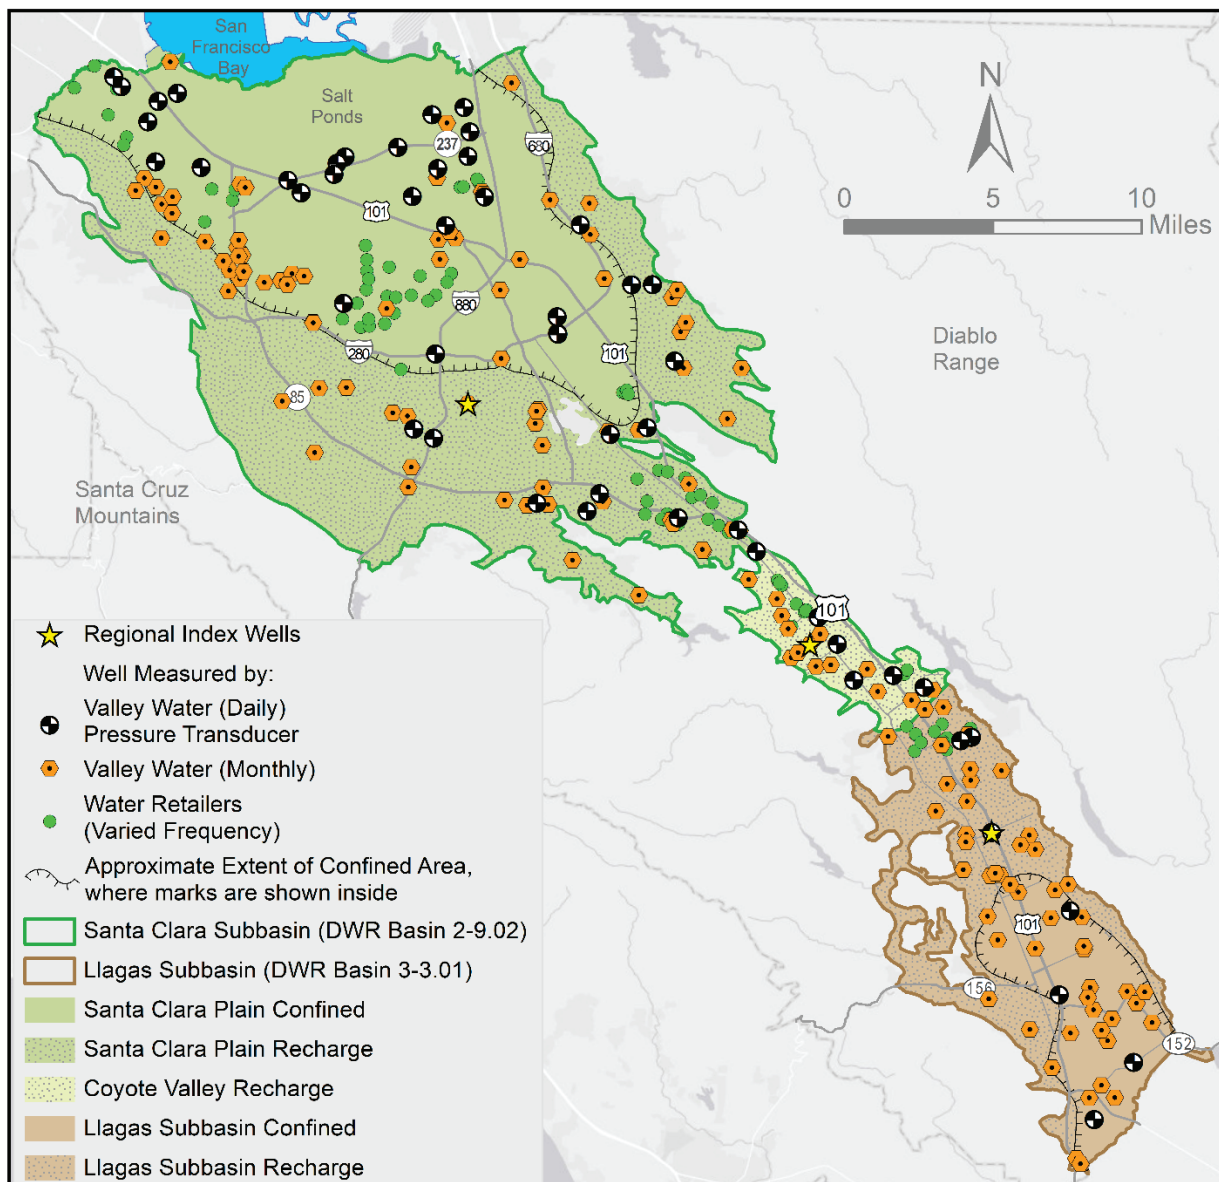 San
Francisco
Bay
Salt
Ponds
N
237
680
0 5 10
Miles
101
880
Diablo
Range
280
101
85
Santa Cruz
Mountains
101
Regional Index Wells
Well Measured by:
Valley Water (Daily)
Pressure Transducer
Valley Water (Monthly)
Water Retailers
(Varied Frequency)
Approximate Extent of Confined Area,
where marks are shown inside
Santa Clara Subbasin (DWR Basin 2-9.02)
Llagas Subbasin (DWR Basin 3-3.01)
Santa Clara Plain Confined
Santa Clara Plain Recharge
Coyote Valley Recharge
Llagas Subbasin Confined
Llagas Subbasin Recharge
101
156
152